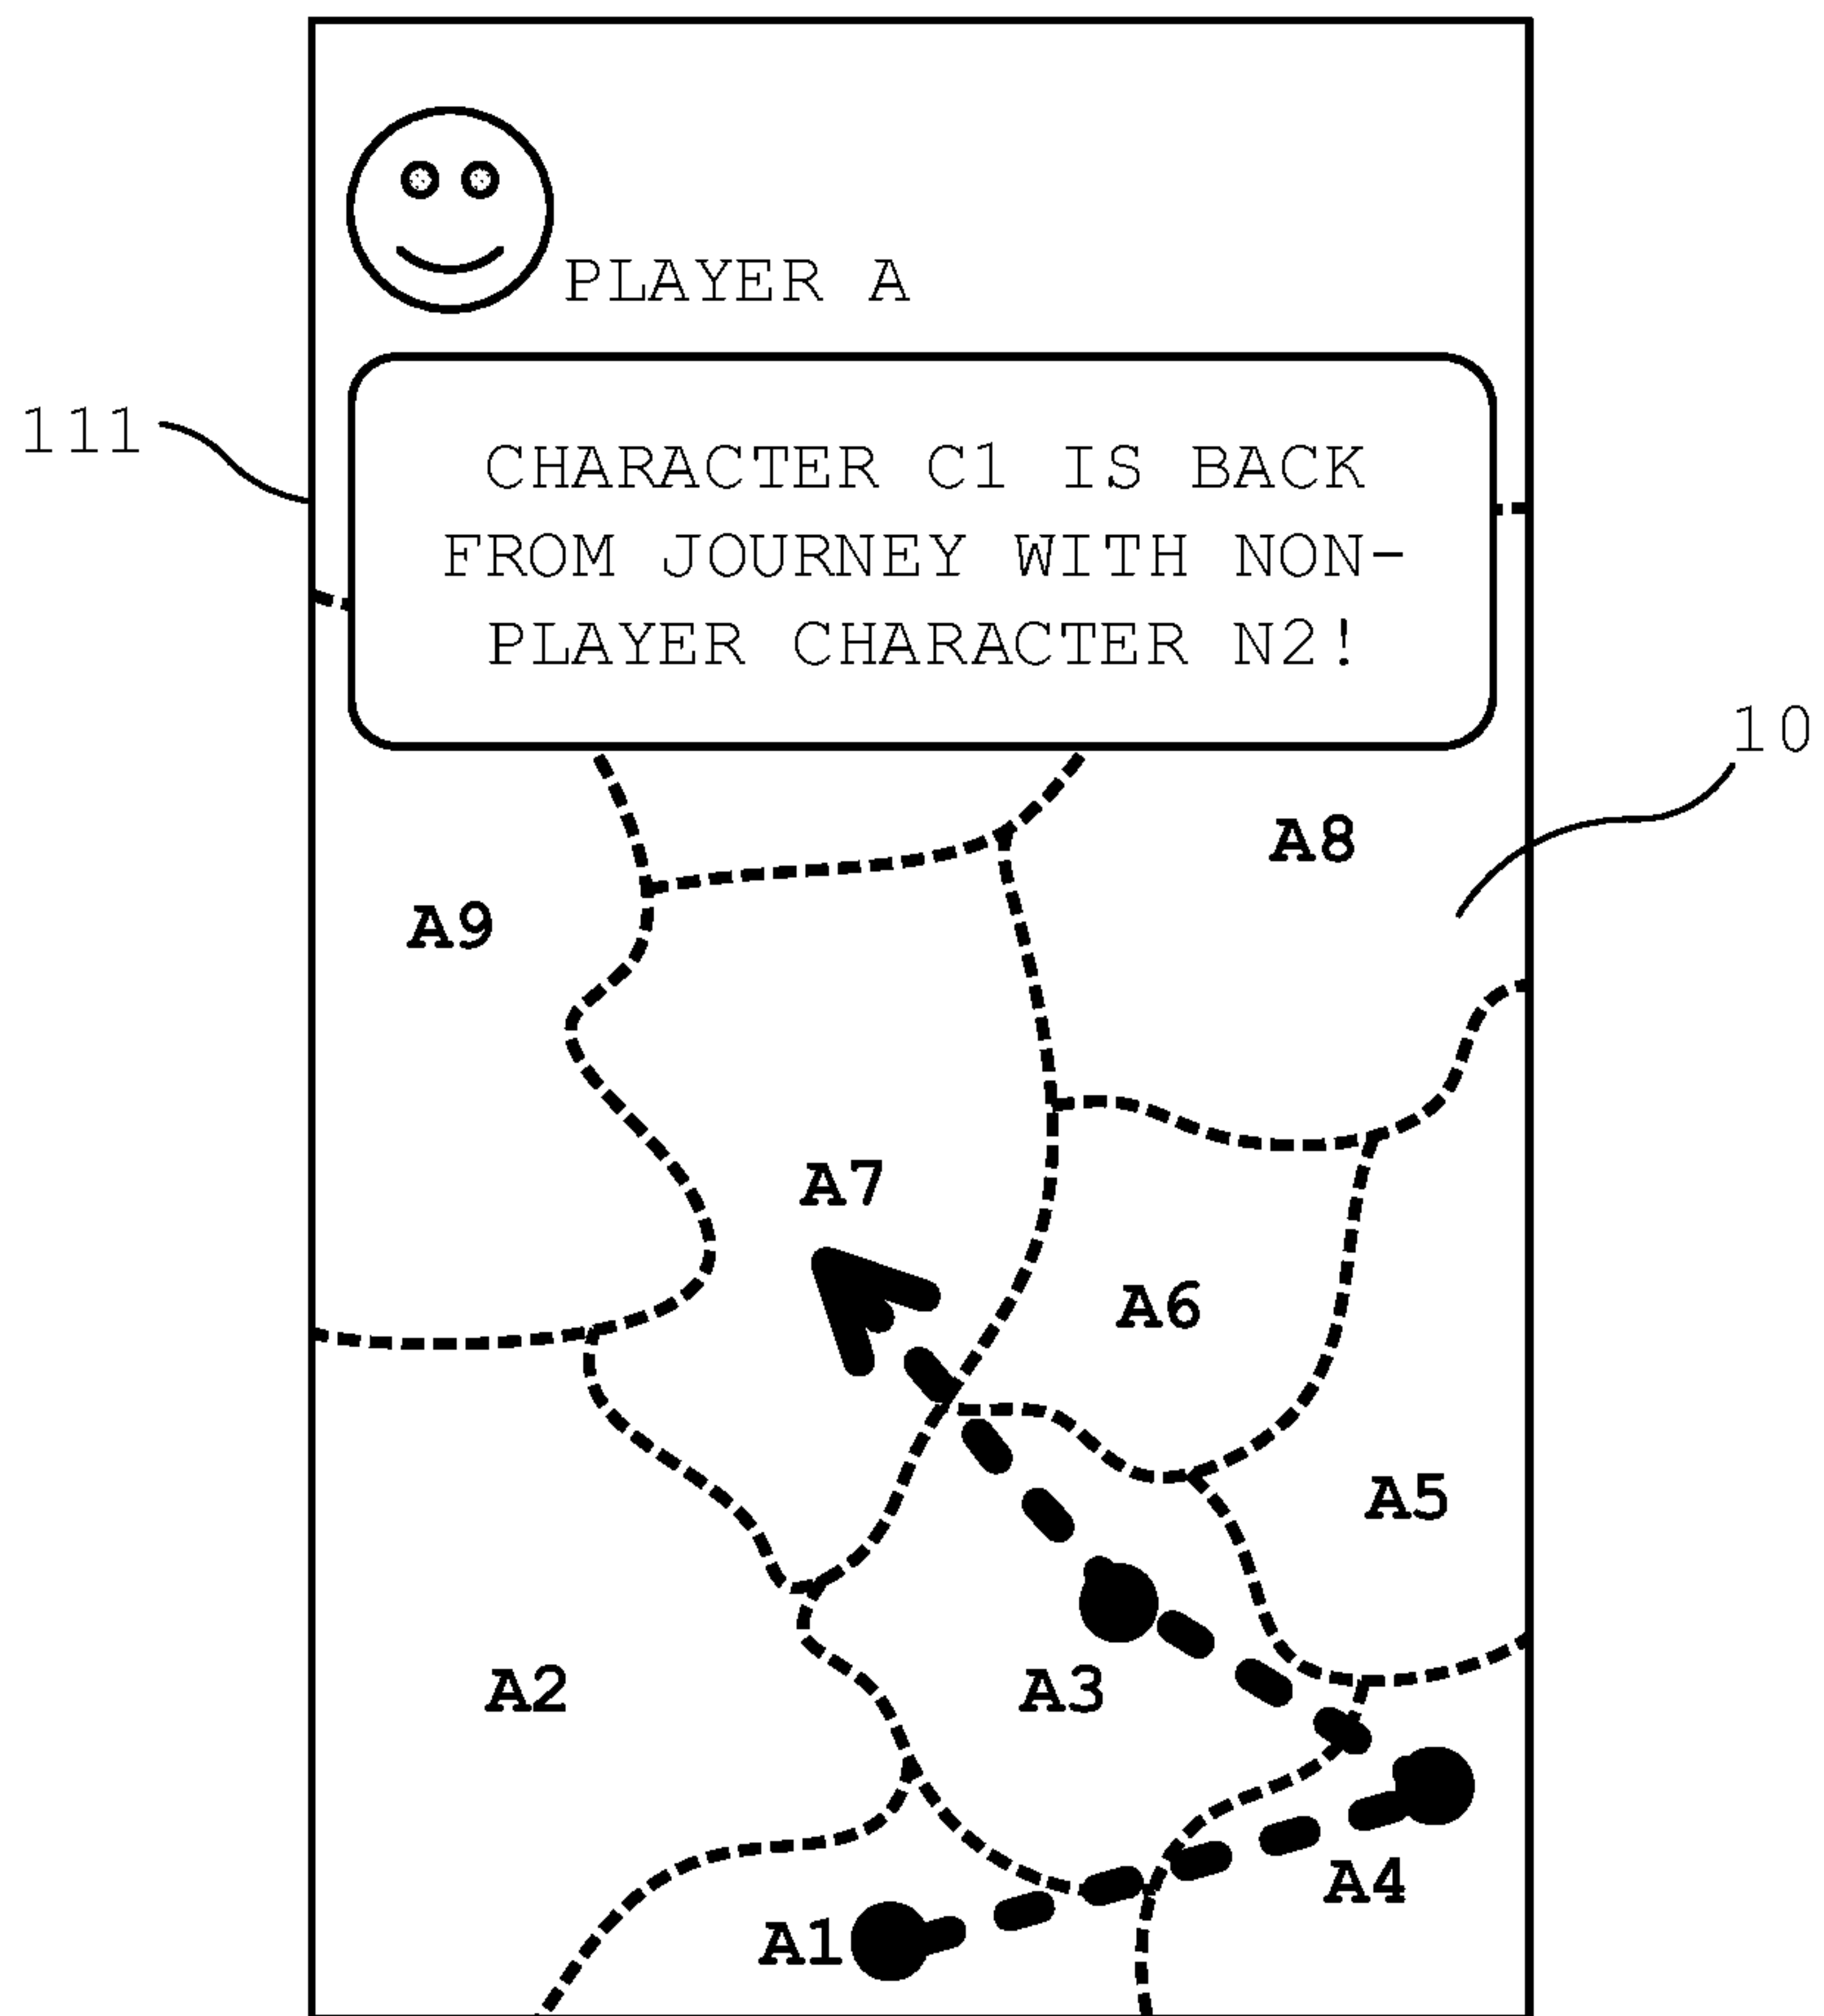 PLAYER A
111
CHARACTER C1 IS BACK
FROM JOURNEY WITH NON-
PLAYER CHARACTER N2!
10
A8
A9
A7
A6
A5
A2
A3
A4
A1